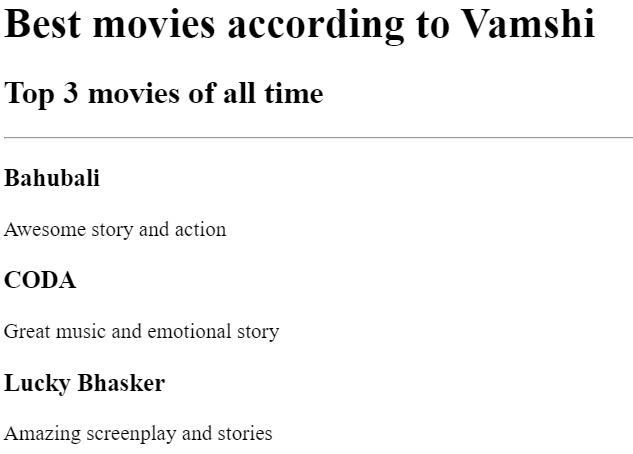 Best movies according to Vamshi
Top 3 movies of all time
Bahubali
Awesome story and action
CODA
Great music and emotional story
Lucky Bhasker
Amazing screenplay and stories